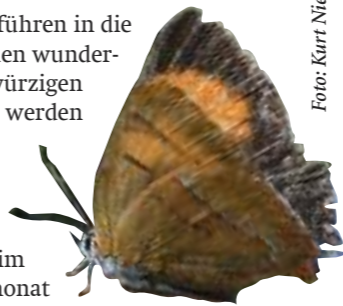 führen in die
en wunder-
würzigen
werden
im
onat
Foto: Kurt Nie